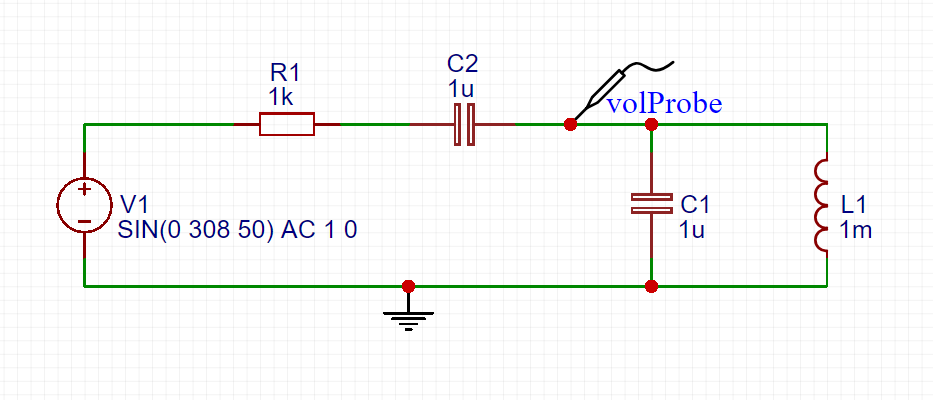 R1
1k
C2
1u
volProbe
V1
SIN(0 308 50) AC 1 0
C1
1u
L1
1m